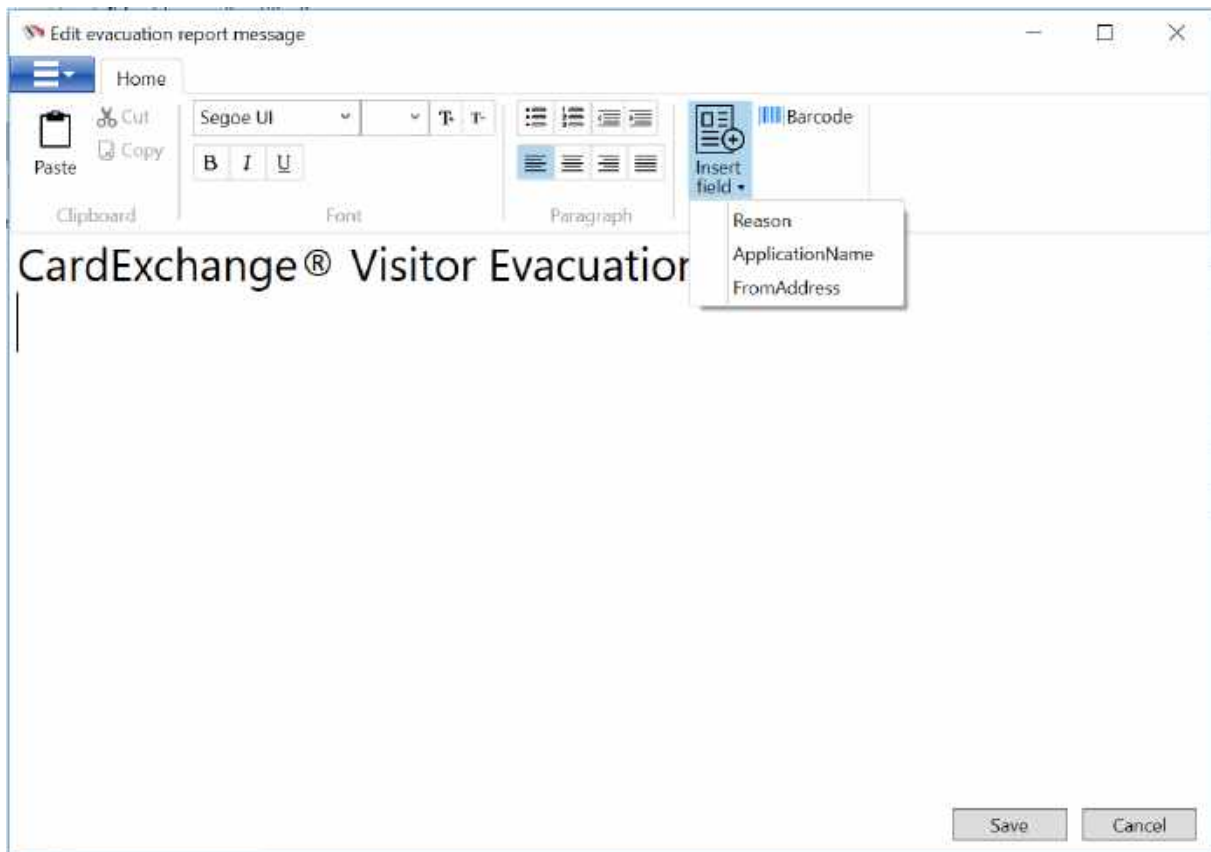 Edit evacuation report message
Home
Paste
Cut
Copy
Clipboard
Segoe UI
B I U
Font
Paragraph
Insert field
Barcode
Reason
ApplicationName
FromAddress
CardExchange® Visitor Evacuation
Save Cancel